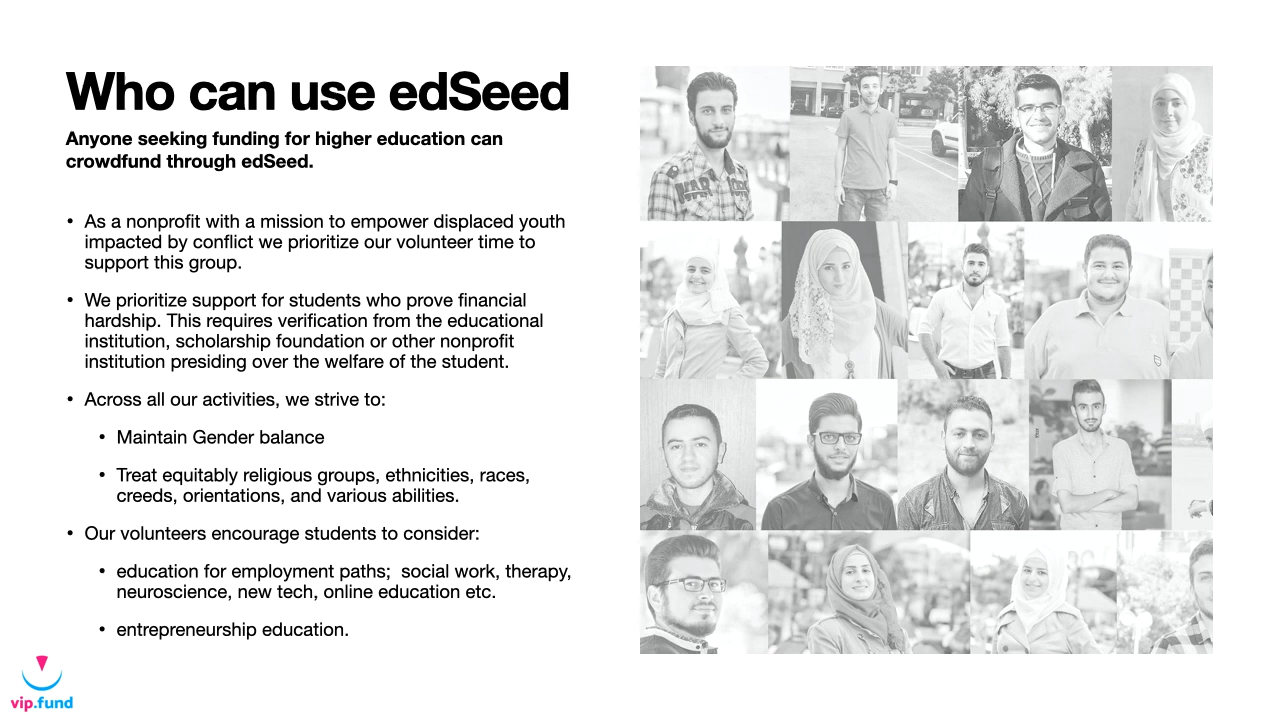 Who can use edSeed
Anyone seeking funding for higher education can
crowdfund through edSeed.
• As a nonprofit with a mission to empower displaced youth
impacted by conflict we prioritize our volunteer time to
support this group.
• We prioritize support for students who prove financial
hardship. This requires verification from the educational
institution, scholarship foundation or other nonprofit
institution presiding over the welfare of the student.
• Across all our activities, we strive to:
• Maintain Gender balance
• Treat equitably religious groups, ethnicities, races,
creeds, orientations, and various abilities.
• Our volunteers encourage students to consider:
• education for employment paths;  social work, therapy,
neuroscience, new tech, online education etc.
• entrepreneurship education.
vip.fund